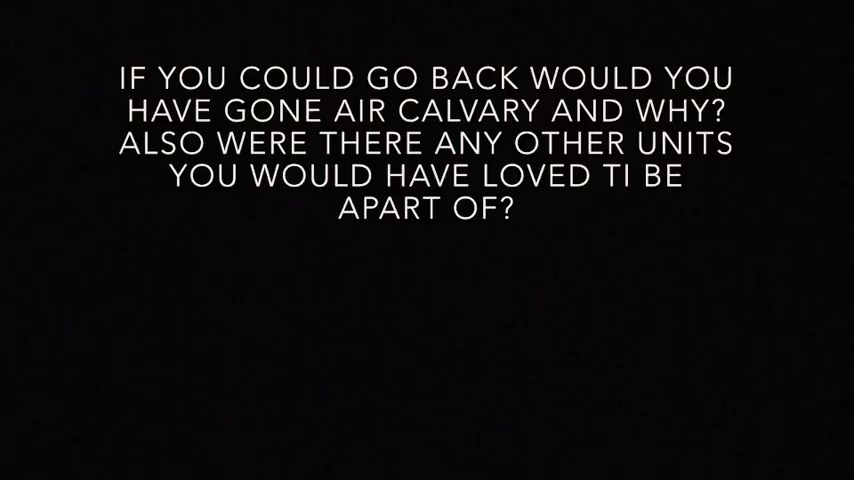 IF YOU COULD GO BACK WOULD YOU
HAVE GONE AIR CALVARY AND WHY?
ALSO WERE THERE ANY OTHER UNITS
YOU WOULD HAVE LOVED TI BE
APART OF?